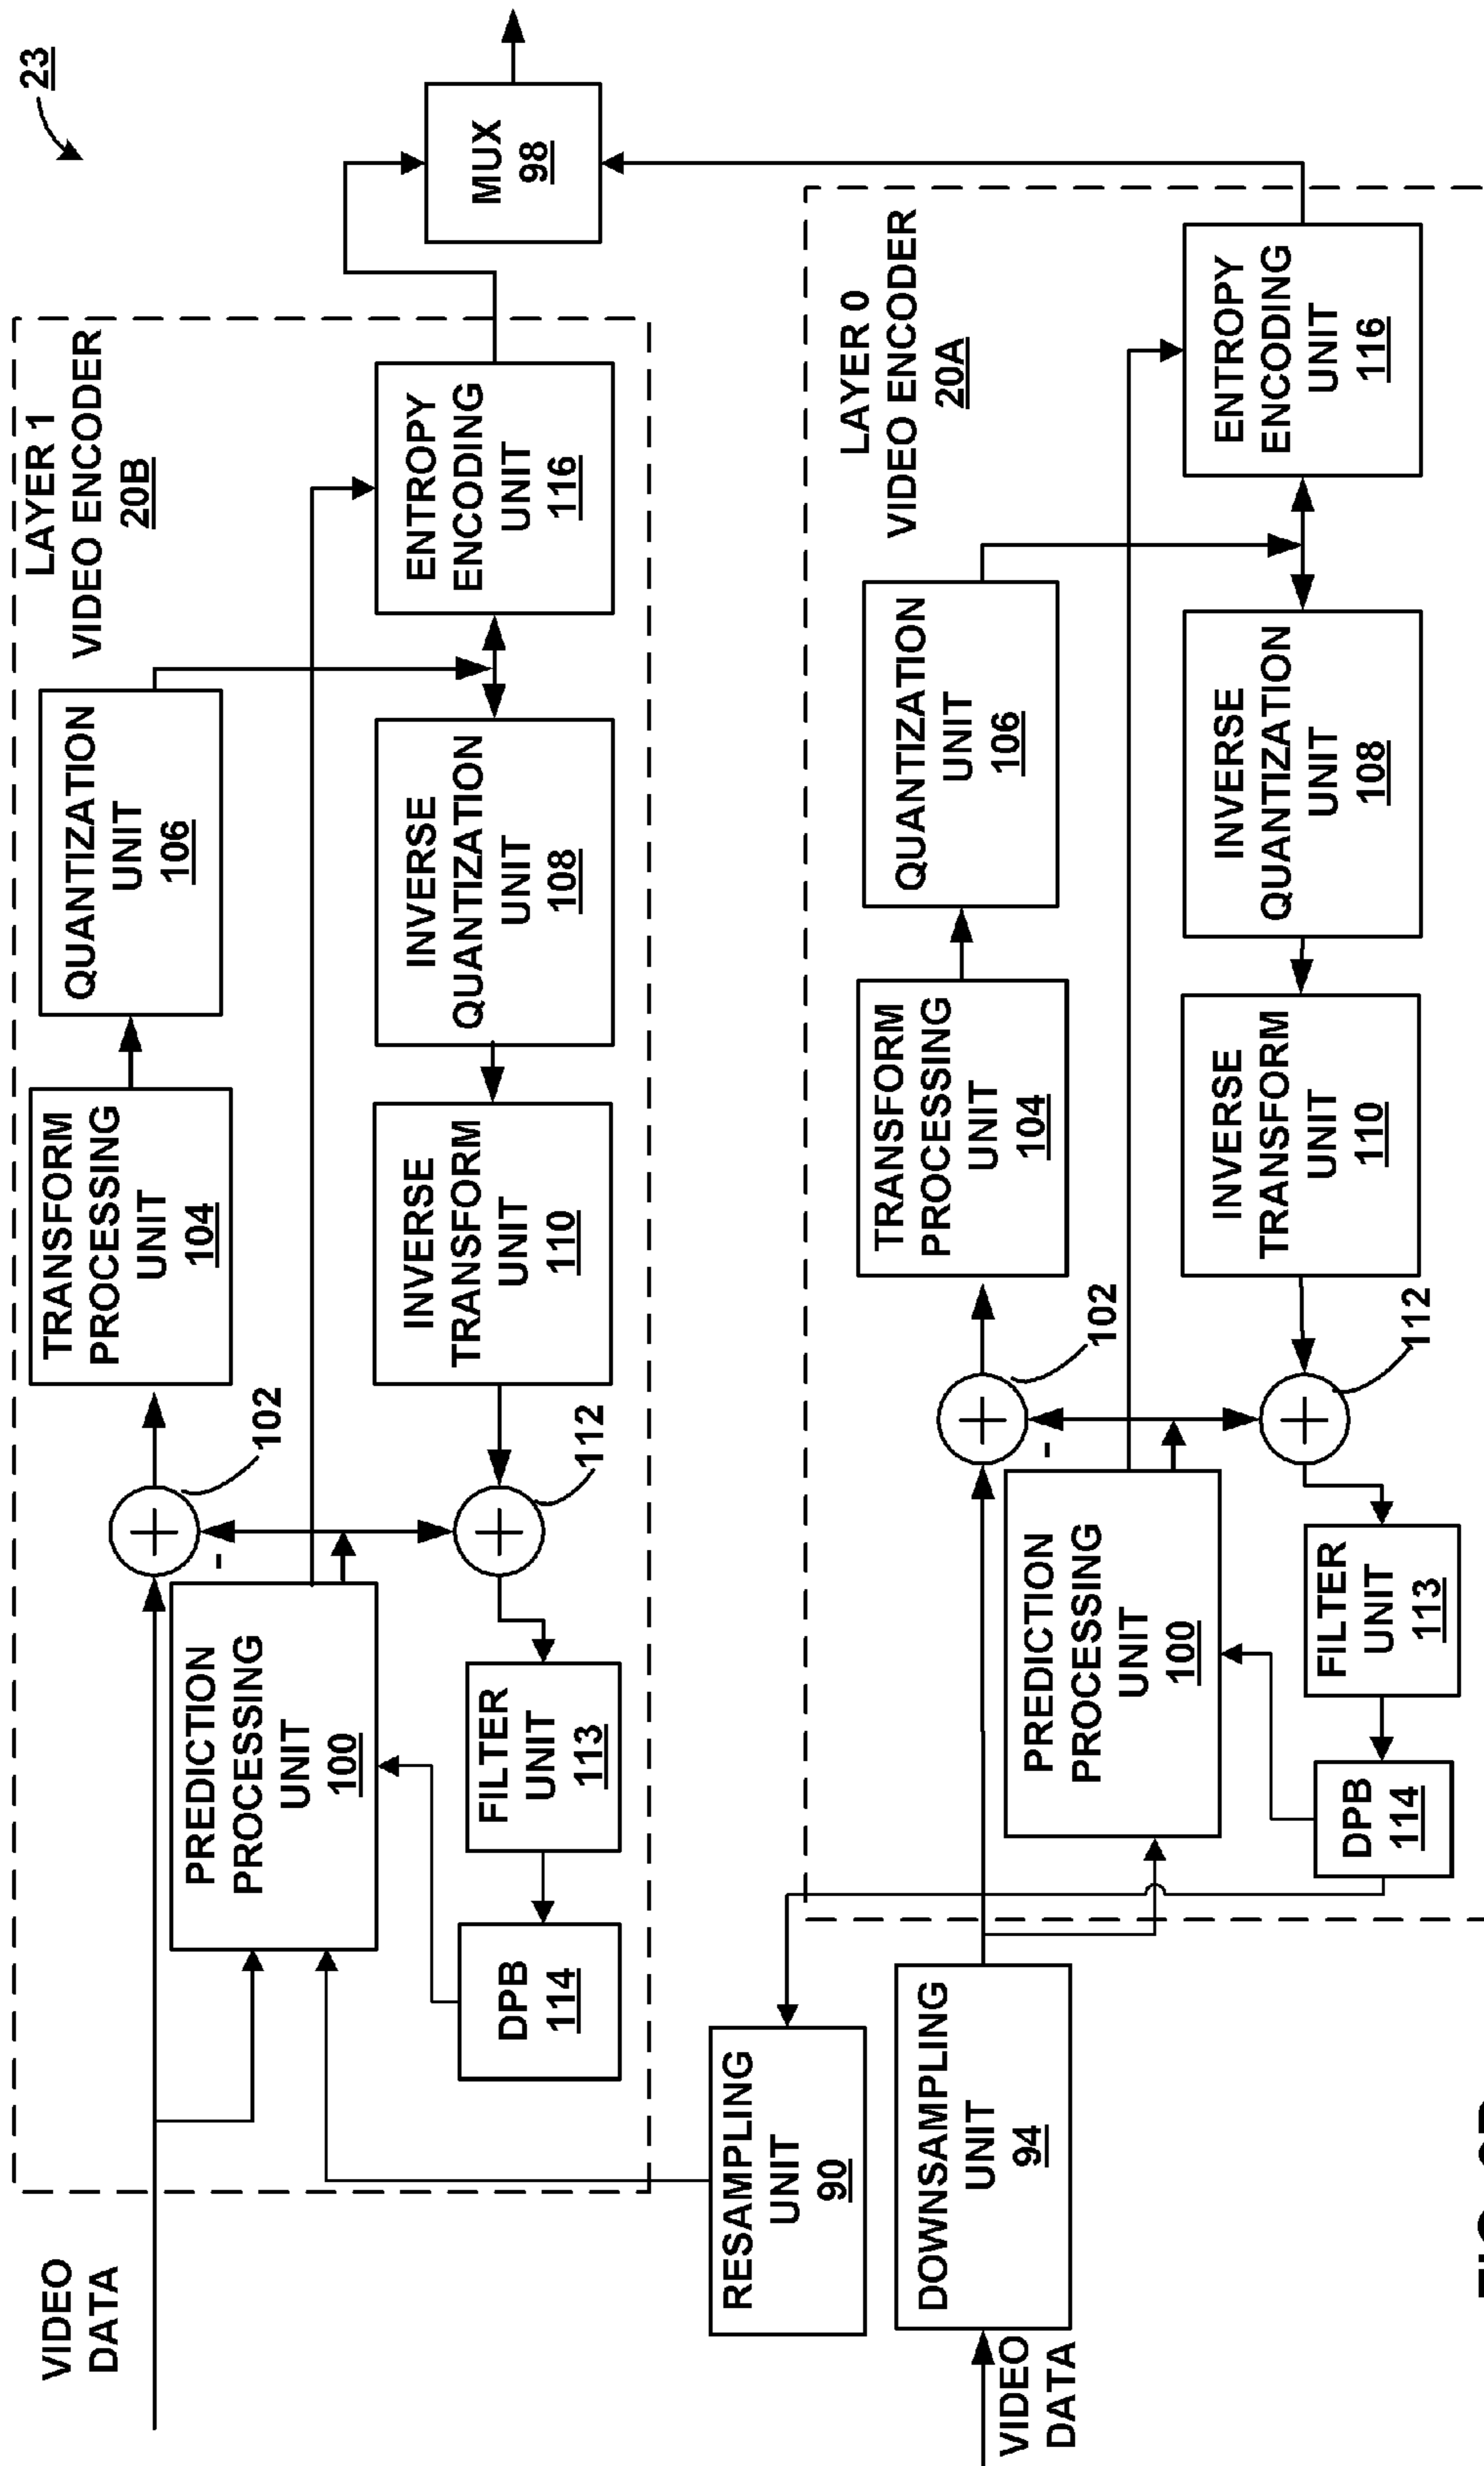 23
LAYER 1
VIDEO ENCODER
20B
VIDEO
DATA
PREDICTION
PROCESSING
UNIT
100
-
102
TRANSFORM
PROCESSING
UNIT
104
QUANTIZATION
UNIT
106
DPB
114
FILTER
UNIT
113
112
INVERSE
TRANSFORM
UNIT
110
INVERSE
QUANTIZATION
UNIT
108
ENTROPY
ENCODING
UNIT
116
MUX
98
RESAMPLING
UNIT
90
VIDEO
DATA
DOWNSAMPLING
UNIT
94
LAYER 0
VIDEO ENCODER
20A
PREDICTION
PROCESSING
UNIT
100
-
102
TRANSFORM
PROCESSING
UNIT
104
QUANTIZATION
UNIT
106
DPB
114
FILTER
UNIT
113
112
INVERSE
TRANSFORM
UNIT
110
INVERSE
QUANTIZATION
UNIT
108
ENTROPY
ENCODING
UNIT
116